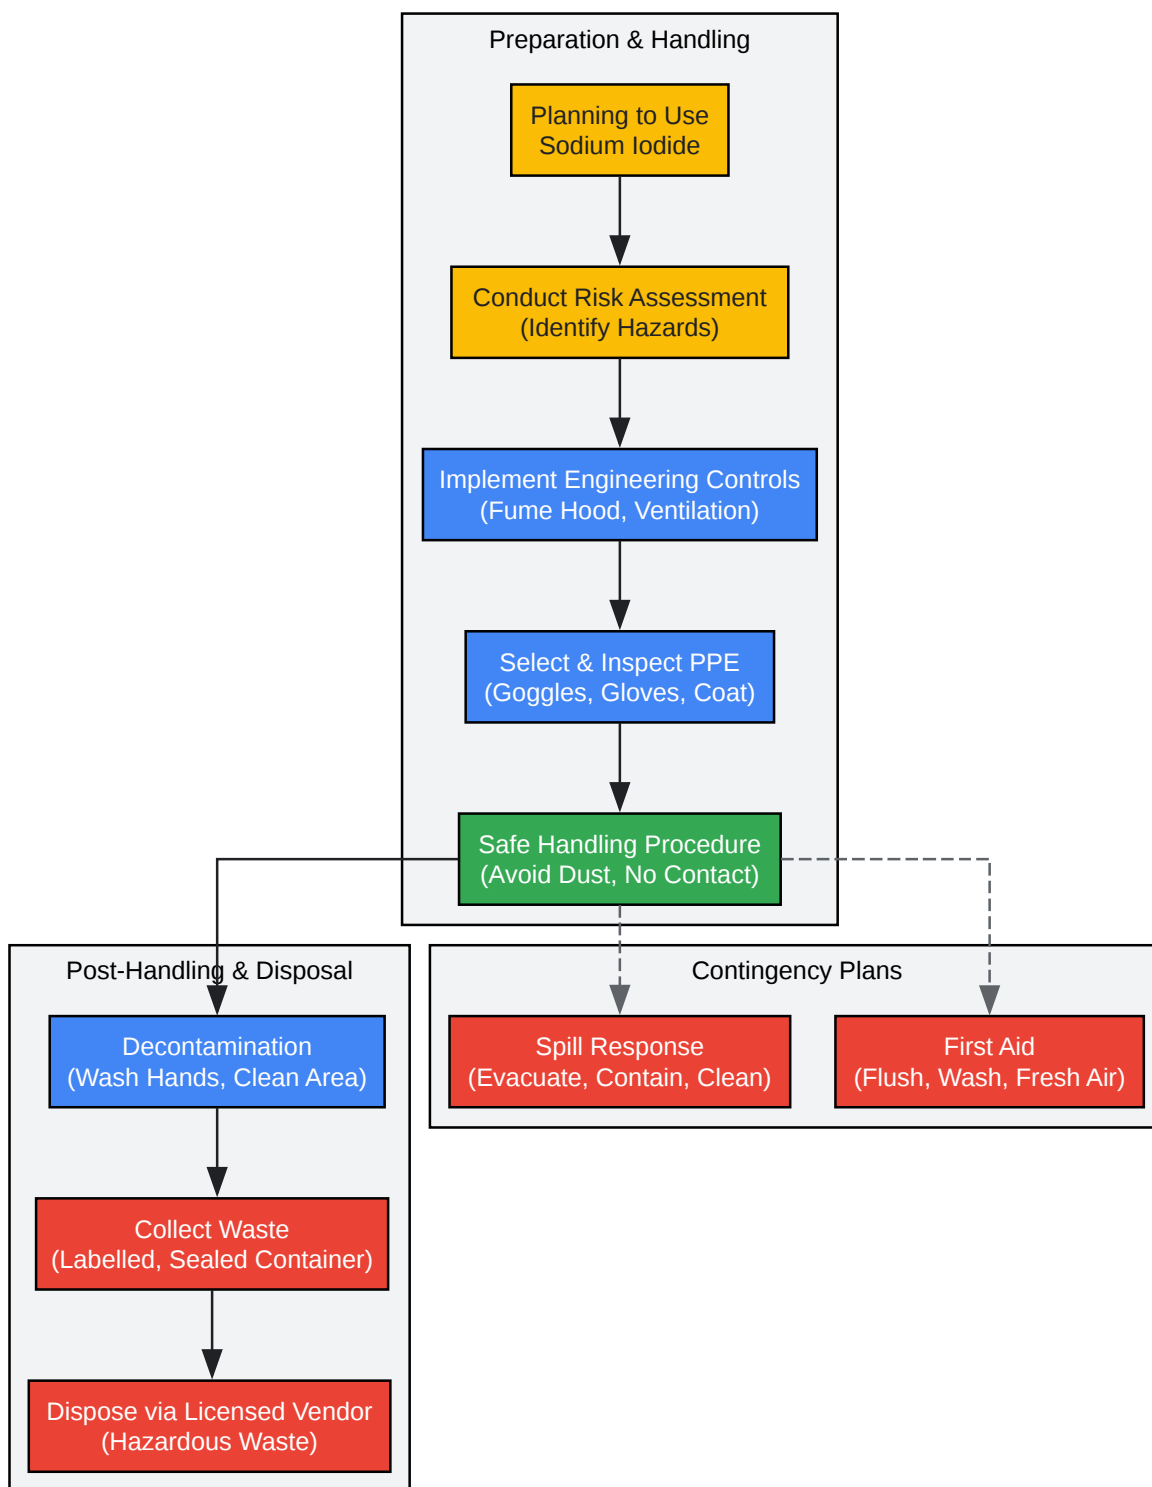 Preparation & Handling
Planning to Use
Sodium Iodide
Conduct Risk Assessment
(Identify Hazards)
Implement Engineering Controls
(Fume Hood, Ventilation)
Select & Inspect PPE
(Goggles, Gloves, Coat)
Safe Handling Procedure
(Avoid Dust, No Contact)
Post-Handling & Disposal
Decontamination
(Wash Hands, Clean Area)
Collect Waste
(Labelled, Sealed Container)
Dispose via Licensed Vendor
(Hazardous Waste)
Contingency Plans
Spill Response
(Evacuate, Contain, Clean)
First Aid
(Flush, Wash, Fresh Air)